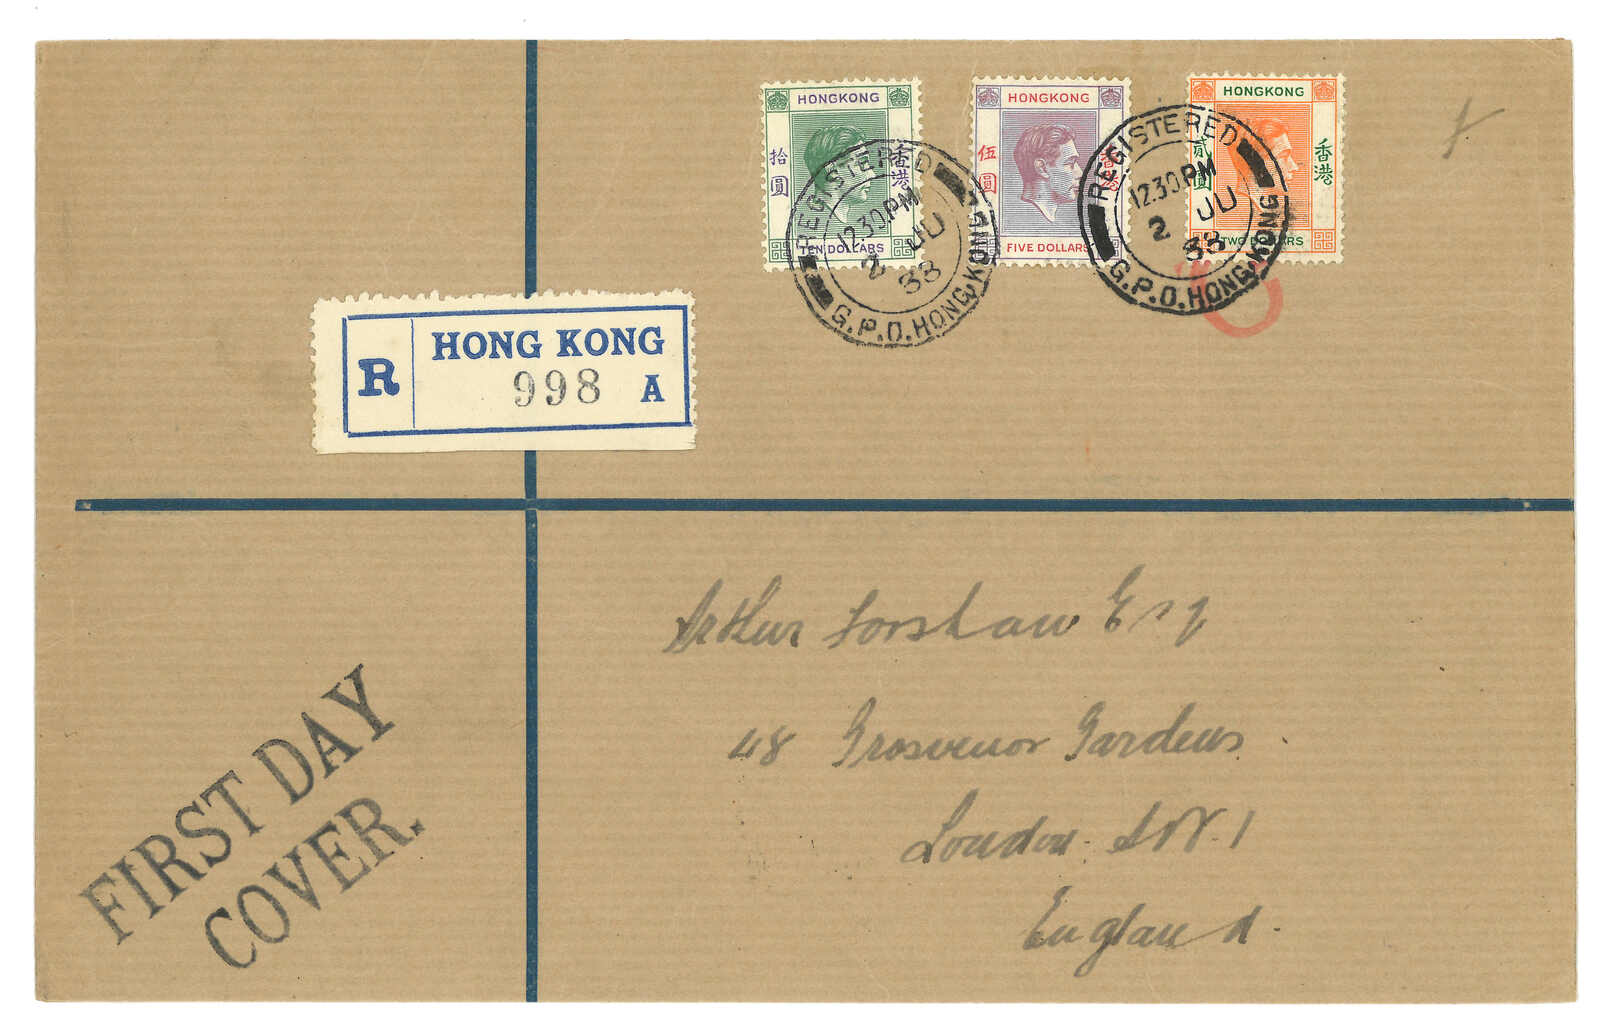 HONGKONG
拾圓
香港
TEN DOLLARS
HONGKONG
伍圓
香港
FIVE DOLLARS
HONGKONG
貳圓
香港
TWO DOLLARS
REGISTERED
12.30PM
2 JU
38
G.P.O. HONG KONG
REGISTERED
12.30PM
2 JU
38
G.P.O. HONG KONG
R
HONG KONG
998 A
Arthur Forshaw Esq
48 Grosvenor Gardens
London. S.W.1
England.
FIRST DAY
COVER.